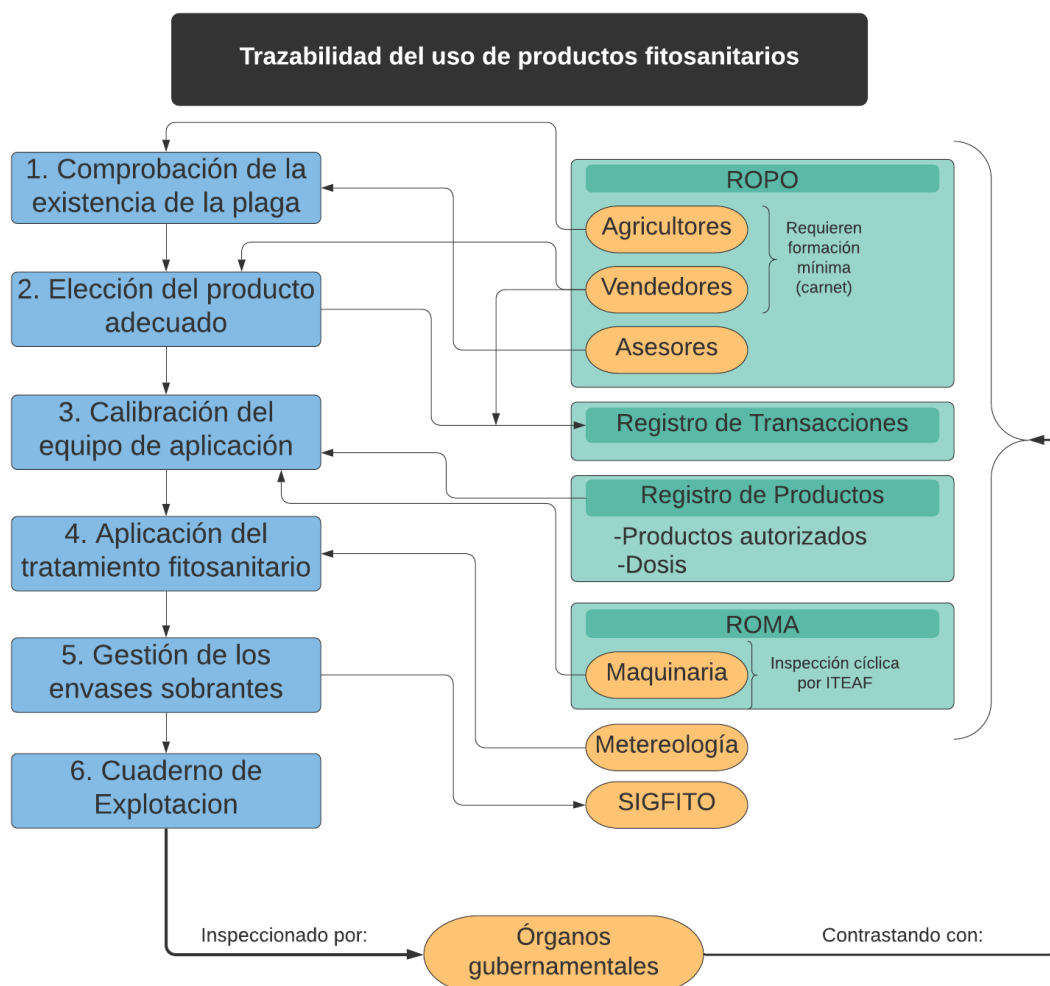 Trazabilidad del uso de productos fitosanitarios
1. Comprobación de la
existencia de la plaga
2. Elección del producto
adecuado
3. Calibración del
equipo de aplicación
4. Aplicación del
tratamiento fitosanitario
5. Gestión de los
envases sobrantes
6. Cuaderno de
Explotacion
ROPO
Agricultores
Vendedores
Asesores
Requieren
formación
mínima
(carnet)
Registro de Transacciones
Registro de Productos
-Productos autorizados
-Dosis
ROMA
Maquinaria
Inspección cíclica
por ITEAF
Metereología
SIGFITO
Inspeccionado por:
Órganos
gubernamentales
Contrastando con: